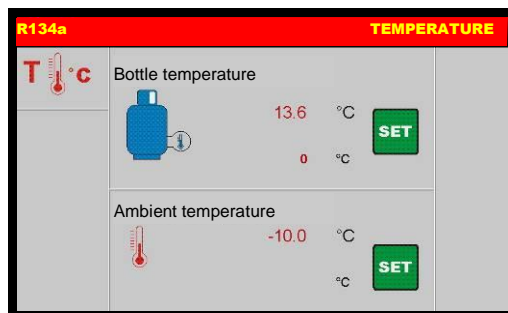 R134a TEMPERATURE
T °C
Bottle temperature
13.6 °C
SET
0 °C
Ambient temperature
-10.0 °C
SET
°C